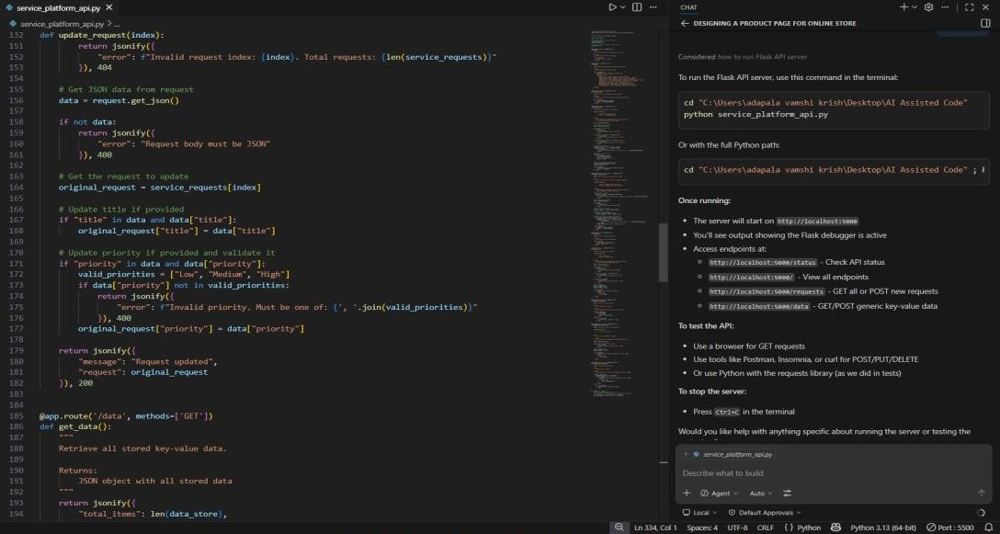 service_platform_api.py
service_platform_api.py > ...
132 def update_request(index):
151 return jsonify({
152 "error": f"Invalid request index: {index}. Total requests: {len(service_requests)}"
153 }), 404
154
155 # Get JSON data from request
156 data = request.get_json()
157
158 if not data:
159 return jsonify({
160 "error": "Request body must be JSON"
161 }), 400
162
163 # Get the request to update
164 original_request = service_requests[index]
165
166 # Update title if provided
167 if "title" in data and data["title"]:
168 original_request["title"] = data["title"]
169
170 # Update priority if provided and validate it
171 if "priority" in data and data["priority"]:
172 valid_priorities = ["Low", "Medium", "High"]
173 if data["priority"] not in valid_priorities:
174 return jsonify({
175 "error": f"Invalid priority. Must be one of: {', '.join(valid_priorities)}"
176 }), 400
177 original_request["priority"] = data["priority"]
178
179 return jsonify({
180 "message": "Request updated",
181 "request": original_request
182 }), 200
183
184
185 @app.route('/data', methods=['GET'])
186 def get_data():
187 """
188 Retrieve all stored key-value data.
189
190 Returns:
191 JSON object with all stored data
192 """
193 return jsonify({
194 "total_items": len(data_store),
CHAT
DESIGNING A PRODUCT PAGE FOR ONLINE STORE
Considered how to run Flask API server
To run the Flask API server, use this command in the terminal:
cd "C:\Users\adapala vamshi krish\Desktop\AI Assisted Code"
python service_platform_api.py
Or with the full Python path:
cd "C:\Users\adapala vamshi krish\Desktop\AI Assisted Code" ; &
Once running:
• The server will start on http://localhost:5000
• You'll see output showing the Flask debugger is active
• Access endpoints at:
http://localhost:5000/status - Check API status
http://localhost:5000/ - View all endpoints
http://localhost:5000/requests - GET all or POST new requests
http://localhost:5000/data - GET/POST generic key-value data
To test the API:
• Use a browser for GET requests
• Use tools like Postman, Insomnia, or curl for POST/PUT/DELETE
• Or use Python with the requests library (as we did in tests)
To stop the server:
• Press Ctrl+C in the terminal
Would you like help with anything specific about running the server or testing the
service_platform_api.py
Describe what to build
Agent
Auto
Local
Default Approvals
Ln 334, Col 1 Spaces: 4 UTF-8 CRLF {} Python Python 3.13 (64-bit) Port : 5500